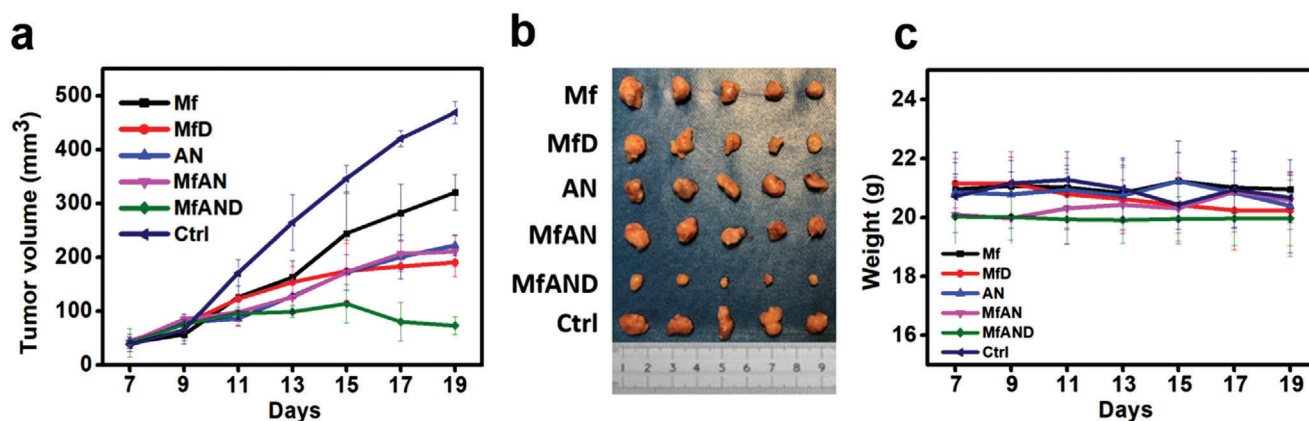 a
Tumor volume (mm³)
500
400
300
200
100
0
Mf
MfD
AN
MfAN
MfAND
Ctrl
7 9 11 13 15 17 19
Days
b
Mf
MfD
AN
MfAN
MfAND
Ctrl
1 2 3 4 5 6 7 8 9
c
Weight (g)
24
22
20
18
16
Mf
MfD
AN
MfAN
MfAND
Ctrl
7 9 11 13 15 17 19
Days